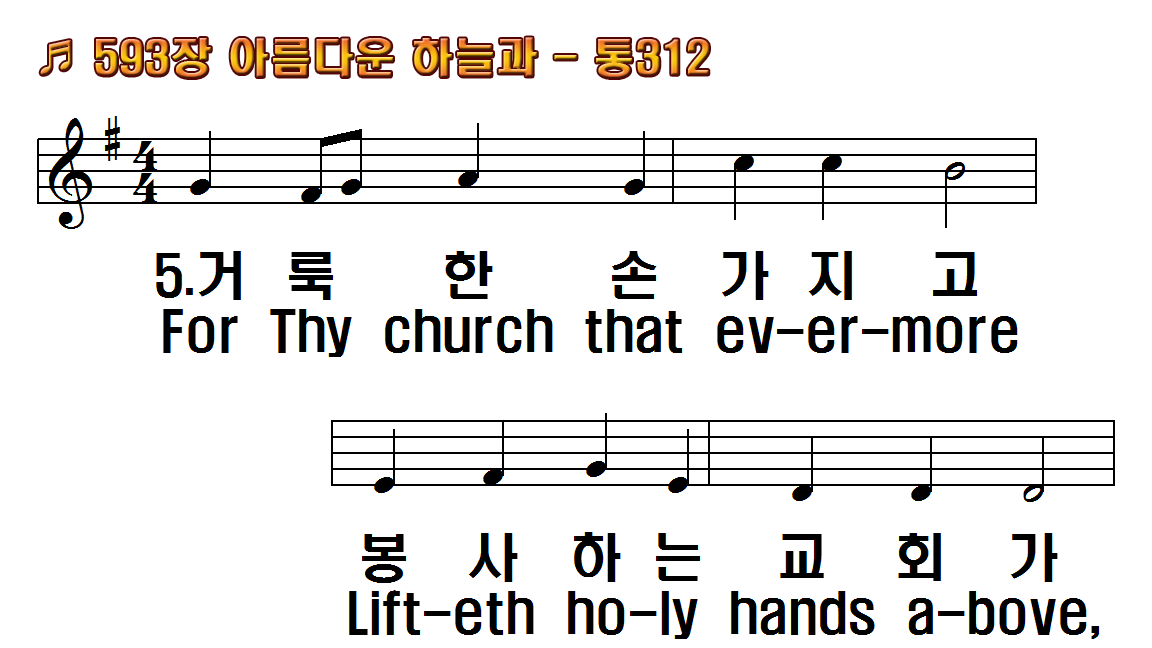 ♬ 593장 아름다운 하늘과 - 통312
5.거 룩 한 손 가 지 고
For Thy church that ev-er-more
봉 사 하 는 교 회 가
Lift-eth ho-ly hands a-bove,